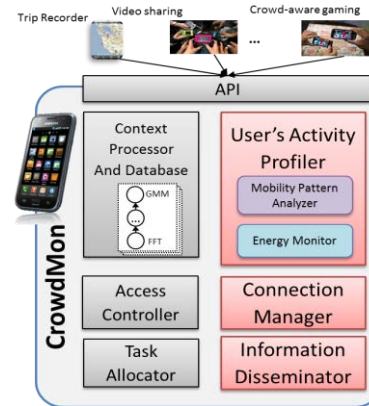 Trip Recorder
Video sharing
...
Crowd-aware gaming
API
CrowdMon
Context
Processor
And Database
GMM
...
FFT
User's Activity
Profiler
Mobility Pattern
Analyzer
Energy Monitor
Access
Controller
Connection
Manager
Task
Allocator
Information
Disseminator